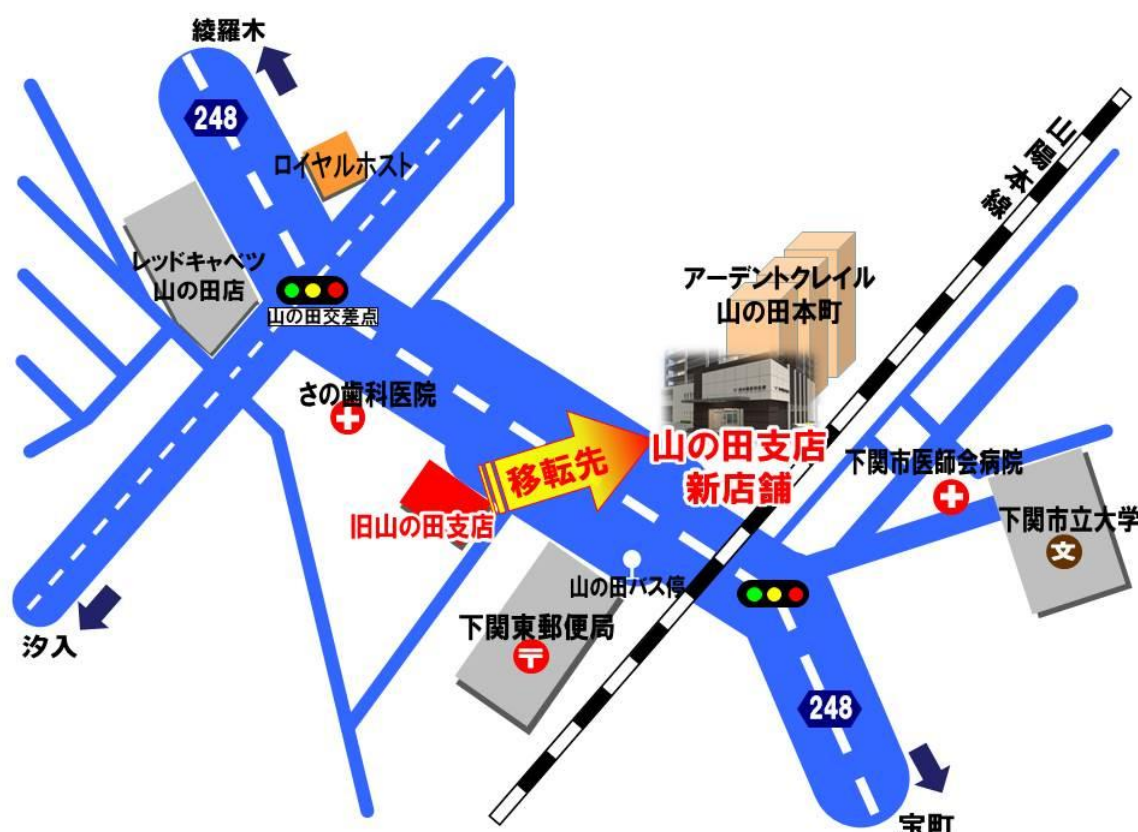 綾羅木
248
ロイヤルホスト
山陽本線
レッドキャベツ
山の田店
山の田交差点
アーデントクレイル
山の田本町
さの歯科医院
移転先
山の田支店
新店舗
下関市医師会病院
旧山の田支店
下関市立大学
文
山の田バス停
下関東郵便局
〒
汐入
248
宝町